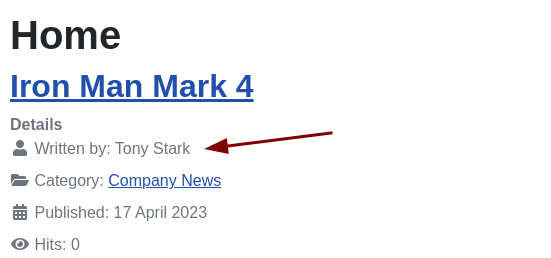 Home
Iron Man Mark 4
Details
Written by: Tony Stark
Category: Company News
Published: 17 April 2023
Hits: 0